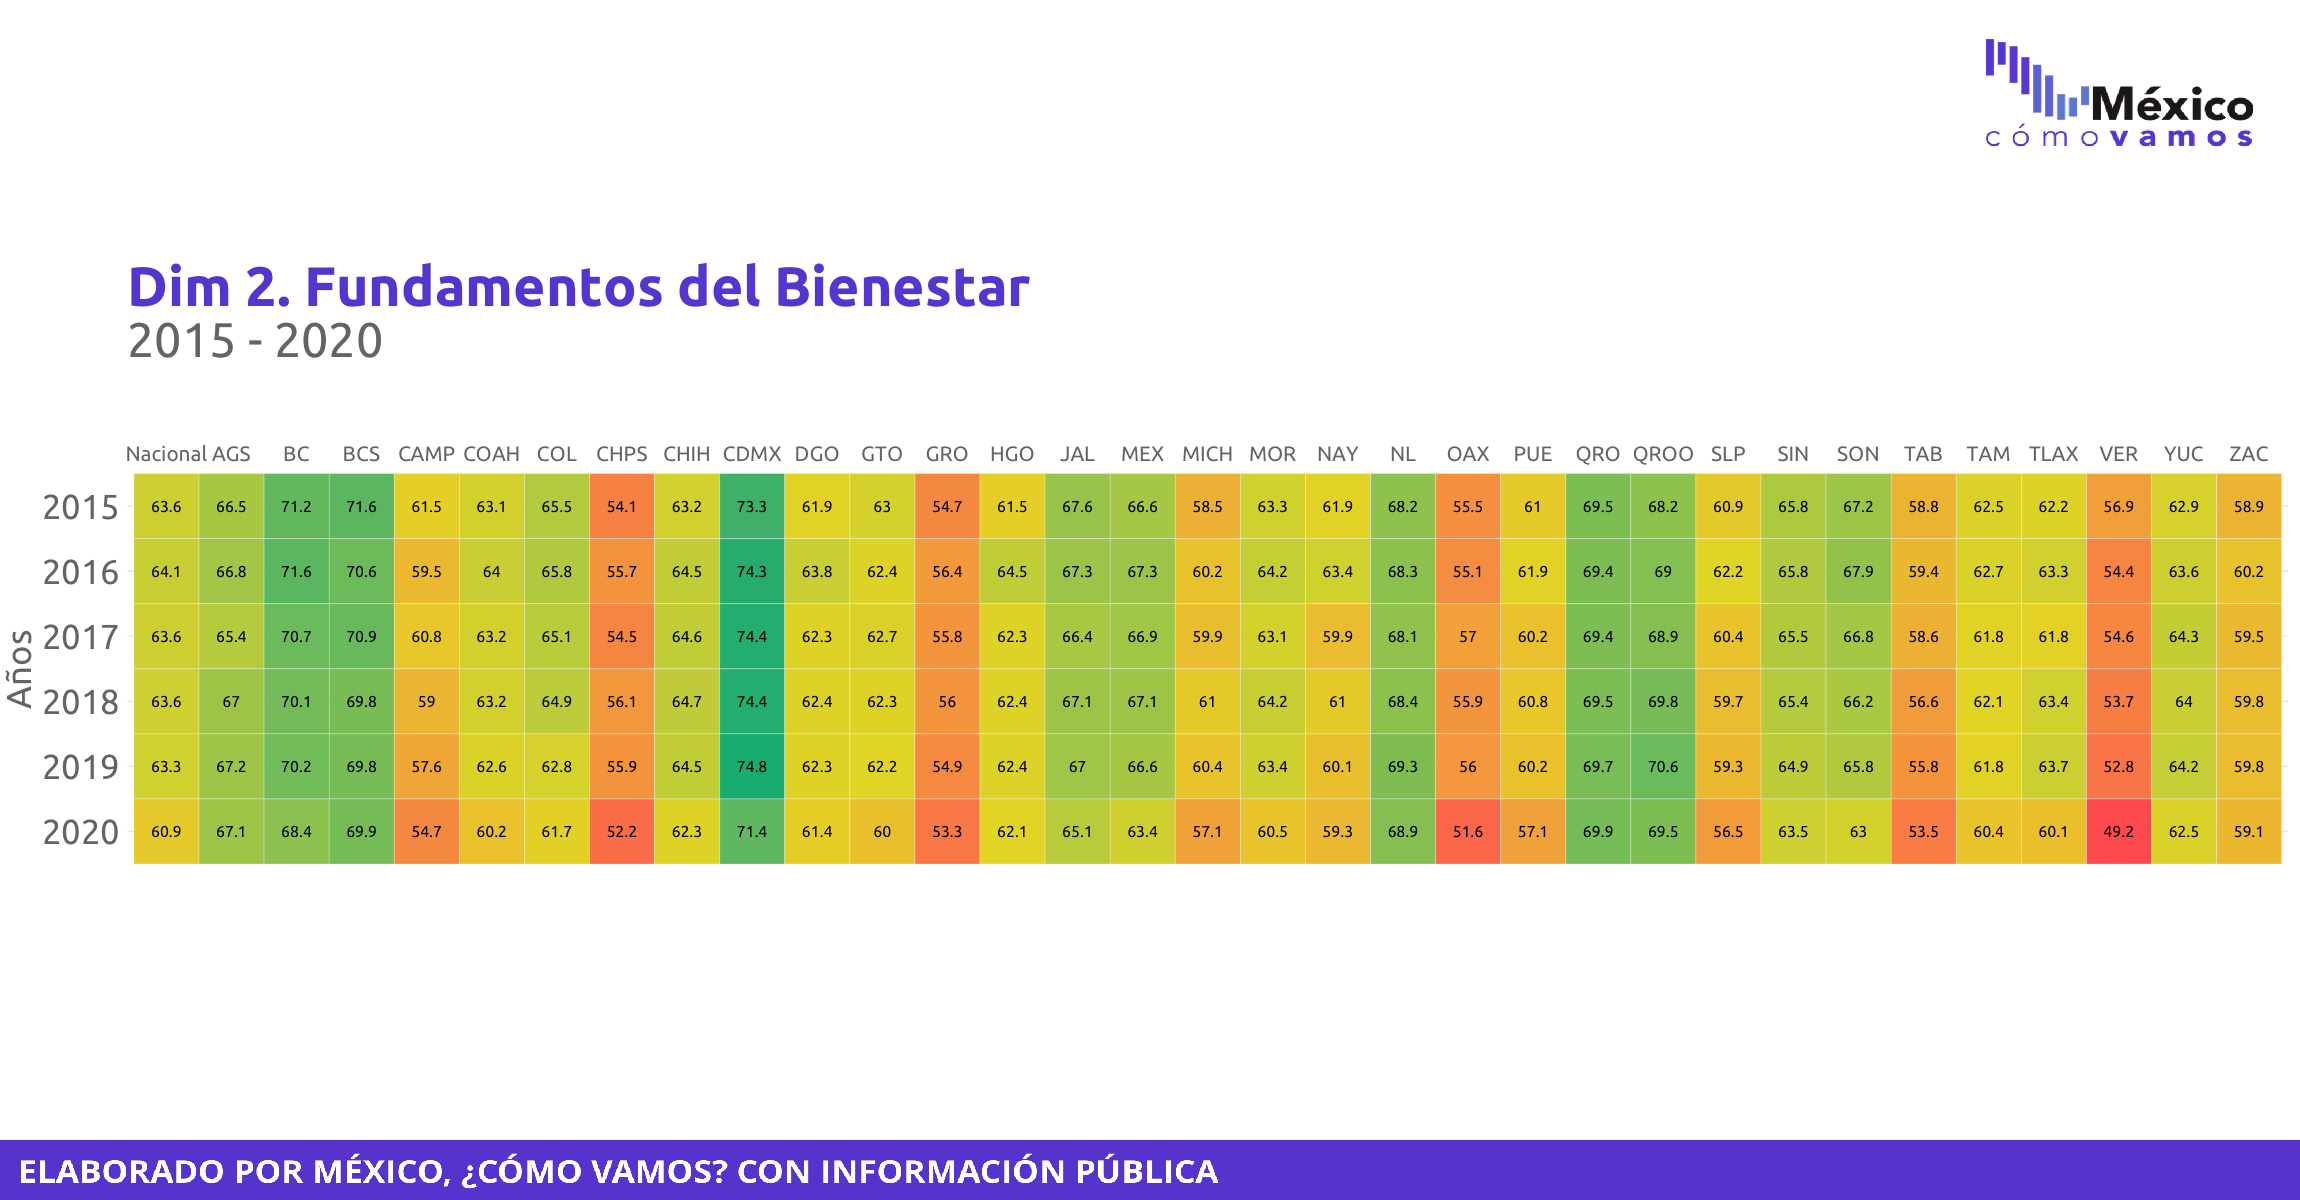 México
cómovamos
Dim 2. Fundamentos del Bienestar
2015 - 2020
Nacional AGS BC BCS CAMP COAH COL CHPS CHIH CDMX DGO GTO GRO HGO JAL MEX MICH MOR NAY NL OAX PUE QRO QROO SLP SIN SON TAB TAM TLAX VER YUC ZAC
Años
2015 63.6 66.5 71.2 71.6 61.5 63.1 65.5 54.1 63.2 73.3 61.9 63 54.7 61.5 67.6 66.6 58.5 63.3 61.9 68.2 55.5 61 69.5 68.2 60.9 65.8 67.2 58.8 62.5 62.2 56.9 62.9 58.9
2016 64.1 66.8 71.6 70.6 59.5 64 65.8 55.7 64.5 74.3 63.8 62.4 56.4 64.5 67.3 67.3 60.2 64.2 63.4 68.3 55.1 61.9 69.4 69 62.2 65.8 67.9 59.4 62.7 63.3 54.4 63.6 60.2
2017 63.6 65.4 70.7 70.9 60.8 63.2 65.1 54.5 64.6 74.4 62.3 62.7 55.8 62.3 66.4 66.9 59.9 63.1 59.9 68.1 57 60.2 69.4 68.9 60.4 65.5 66.8 58.6 61.8 61.8 54.6 64.3 59.5
2018 63.6 67 70.1 69.8 59 63.2 64.9 56.1 64.7 74.4 62.4 62.3 56 62.4 67.1 67.1 61 64.2 61 68.4 55.9 60.8 69.5 69.8 59.7 65.4 66.2 56.6 62.1 63.4 53.7 64 59.8
2019 63.3 67.2 70.2 69.8 57.6 62.6 62.8 55.9 64.5 74.8 62.3 62.2 54.9 62.4 67 66.6 60.4 63.4 60.1 69.3 56 60.2 69.7 70.6 59.3 64.9 65.8 55.8 61.8 63.7 52.8 64.2 59.8
2020 60.9 67.1 68.4 69.9 54.7 60.2 61.7 52.2 62.3 71.4 61.4 60 53.3 62.1 65.1 63.4 57.1 60.5 59.3 68.9 51.6 57.1 69.9 69.5 56.5 63.5 63 53.5 60.4 60.1 49.2 62.5 59.1
ELABORADO POR MÉXICO, ¿CÓMO VAMOS? CON INFORMACIÓN PÚBLICA